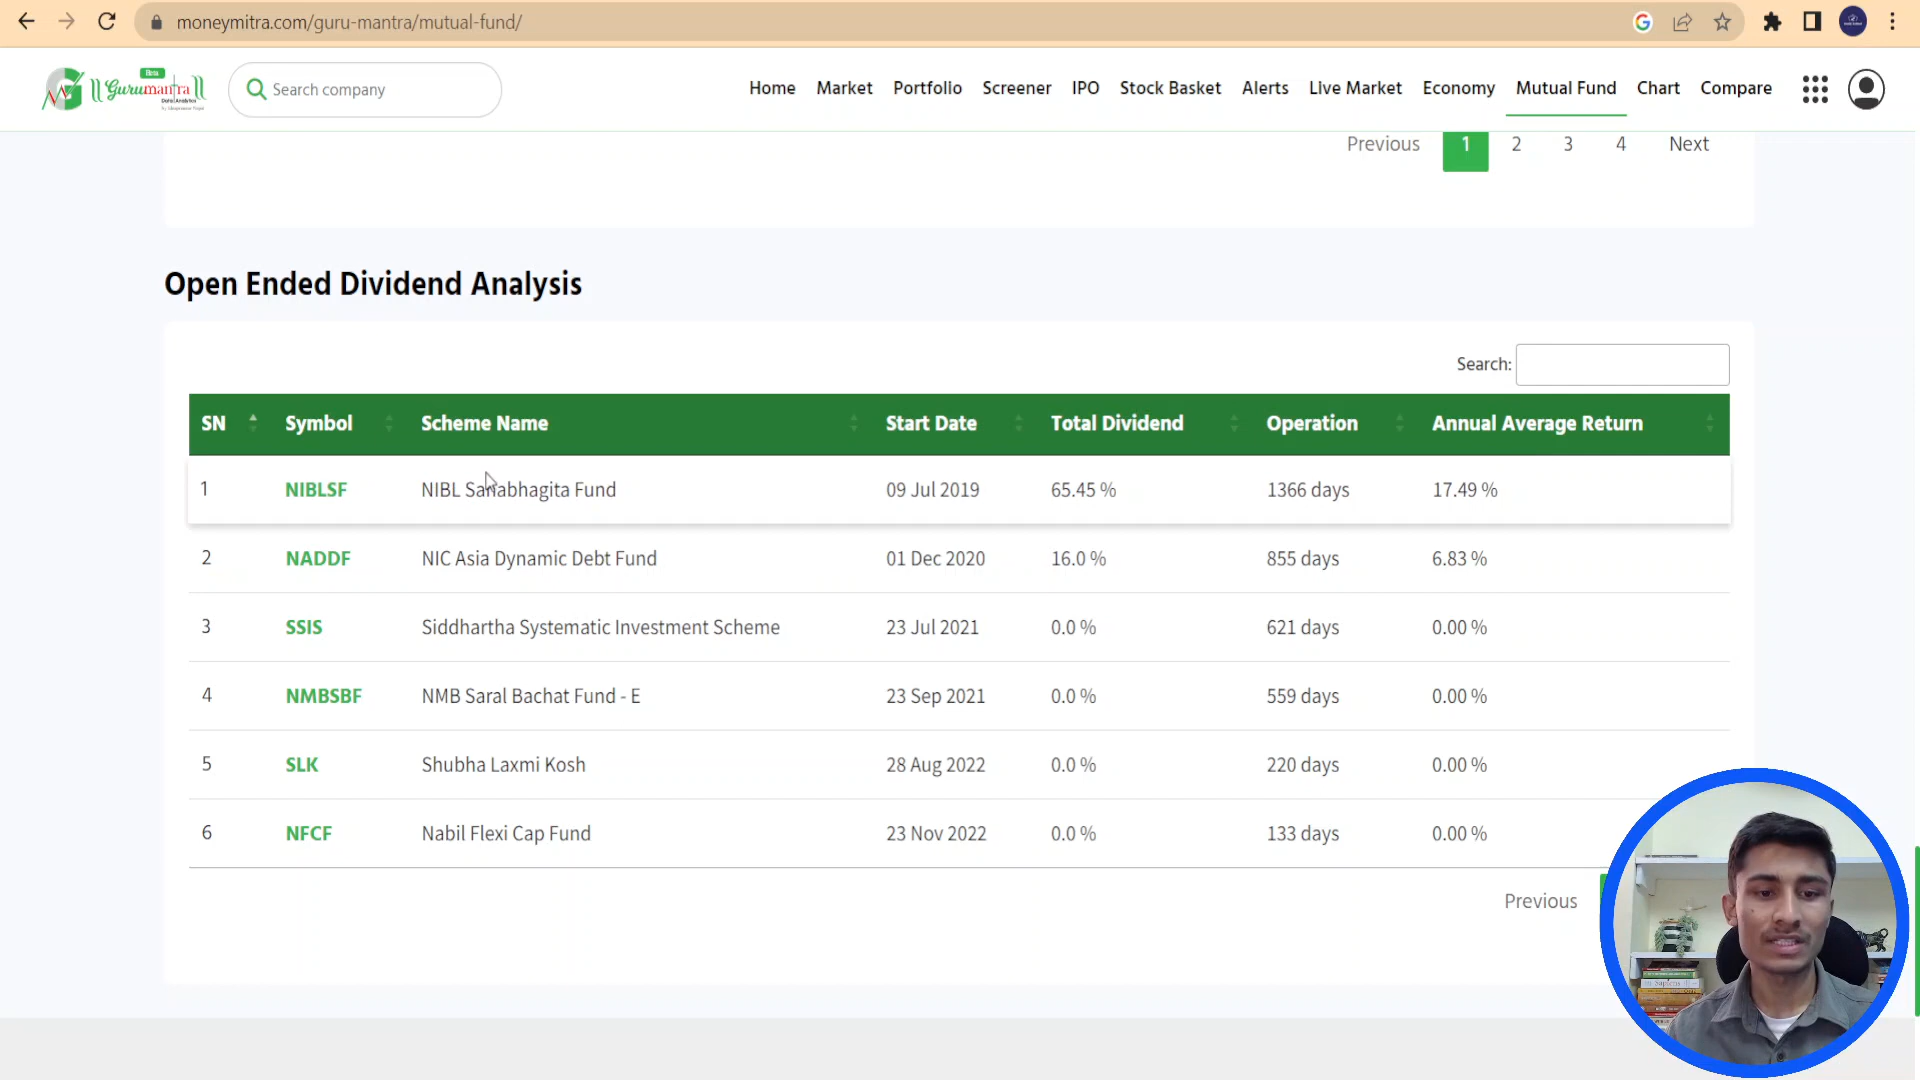 moneymitra.com/guru-mantra/mutual-fund/
Beta
|| Gurumantra ||
Search company
Home Market Portfolio Screener IPO Stock Basket Alerts LIve Market Economy Mutual Fund Chart Compare
Previous 1 2 3 4 Next
Open Ended Dividend Analysis
Search:
SN Symbol Scheme Name Start Date Total Dividend Operation Annual Average Return
1 NIBLSF NIBL Sahabhagita Fund 09 Jul 2019 65.45 % 1366 days 17.49 %
2 NADDF NIC Asia Dynamic Debt Fund 01 Dec 2020 16.0 % 855 days 6.83 %
3 SSIS Siddhartha Systematic Investment Scheme 23 Jul 2021 0.0 % 621 days 0.00 %
4 NMBSBF NMB Saral Bachat Fund - E 23 Sep 2021 0.0 % 559 days 0.00 %
5 SLK Shubha Laxmi Kosh 28 Aug 2022 0.0 % 220 days 0.00 %
6 NFCF Nabil Flexi Cap Fund 23 Nov 2022 0.0 % 133 days 0.00 %
Previous